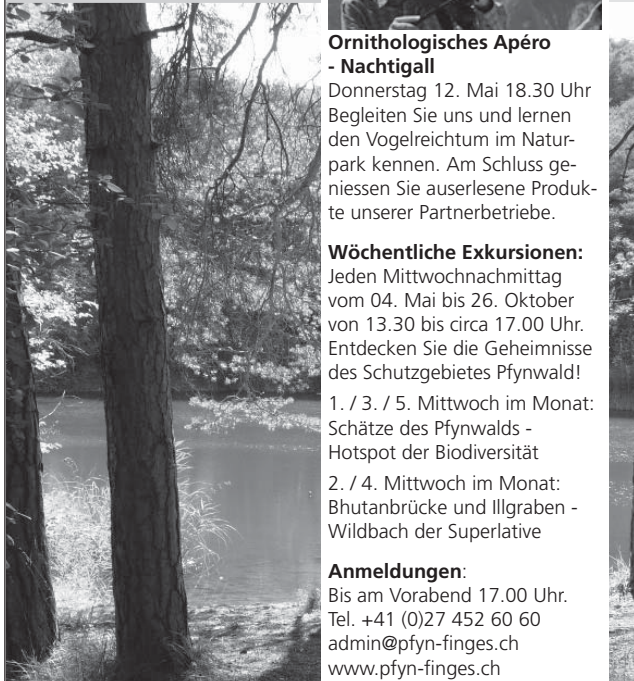 Ornithologisches Apéro
- Nachtigall
Donnerstag 12. Mai 18.30 Uhr
Begleiten Sie uns und lernen
den Vogelreichtum im Natur-
park kennen. Am Schluss ge-
niessen Sie auserlesene Produk-
te unserer Partnerbetriebe.
Wöchentliche Exkursionen:
Jeden Mittwochnachmittag
vom 04. Mai bis 26. Oktober
von 13.30 bis circa 17.00 Uhr.
Entdecken Sie die Geheimnisse
des Schutzgebietes Pfynwald!
1. / 3. / 5. Mittwoch im Monat:
Schätze des Pfynwalds -
Hotspot der Biodiversität
2. / 4. Mittwoch im Monat:
Bhutanbrücke und Illgraben -
Wildbach der Superlative
Anmeldungen:
Bis am Vorabend 17.00 Uhr.
Tel. +41 (0)27 452 60 60
admin@pfyn-finges.ch
www.pfyn-finges.ch